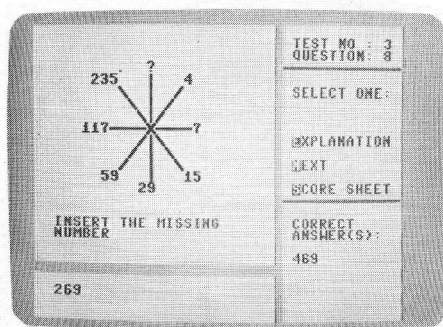 ?
235 4
117 7
59 15
29
INSERT THE MISSING
NUMBER
269
TEST NO : 3
QUESTION: 8
SELECT ONE:
EXPLANATION
NEXT
SCORE SHEET
CORRECT
ANSWER(S):
469